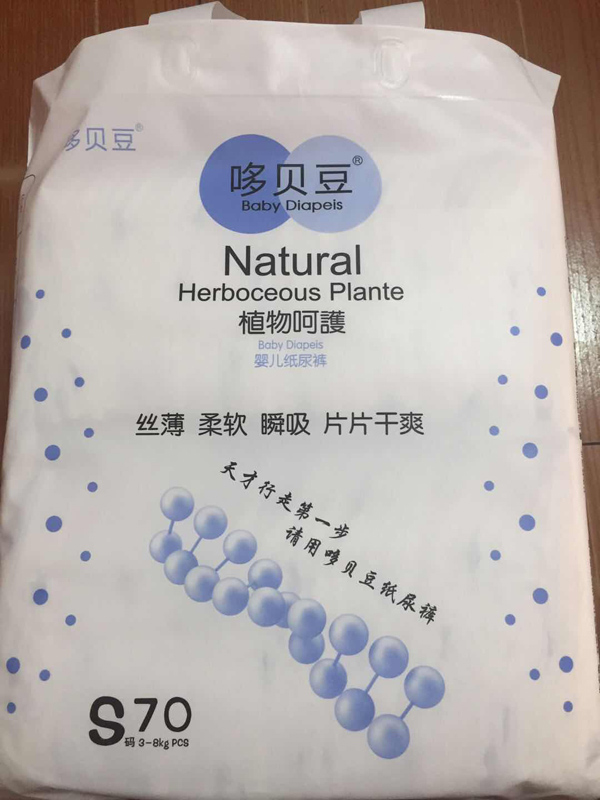 哆贝豆®
哆贝豆®
Baby Diapeis
Natural
Herboceous Plante
植物呵護
Baby Diapeis
婴儿纸尿裤
丝薄 柔软 瞬吸 片片干爽
天才行走第一步
请用哆贝豆纸尿裤
S 70
码 3-8kg PCS